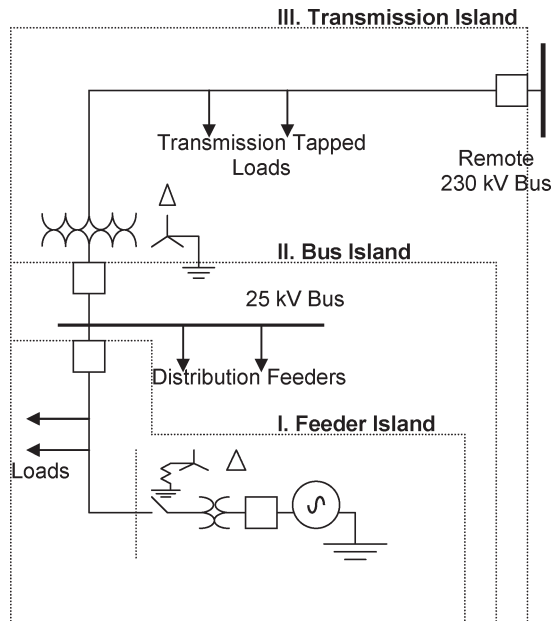 III. Transmission Island
Transmission Tapped
Loads
Remote
230 kV Bus
II. Bus Island
25 kV Bus
Distribution Feeders
I. Feeder Island
Loads